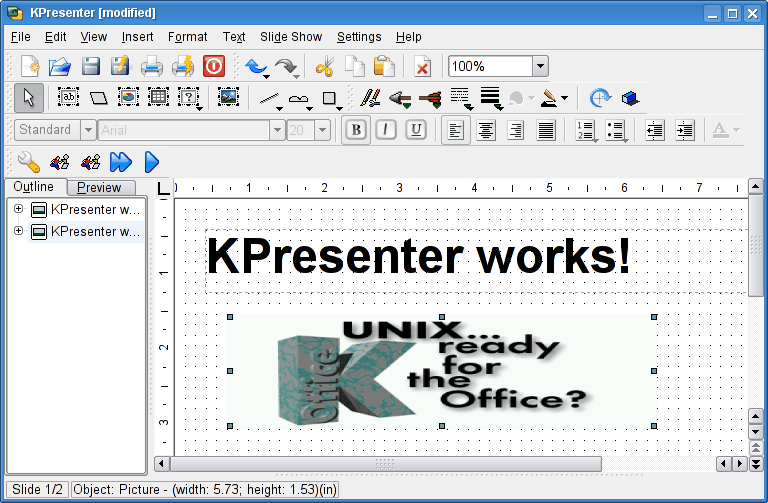 KPresenter [modified]
File Edit View Insert Format Text Slide Show Settings Help
100%
Standard Arial 20 B I U
Outline Preview
KPresenter w...
KPresenter w...
1 2 3 4 5 6 7
1
2
3
KPresenter works!
UNIX...
ready
for
the
Office?
K Office
Slide 1/2 Object: Picture - (width: 5.73; height: 1.53)(in)